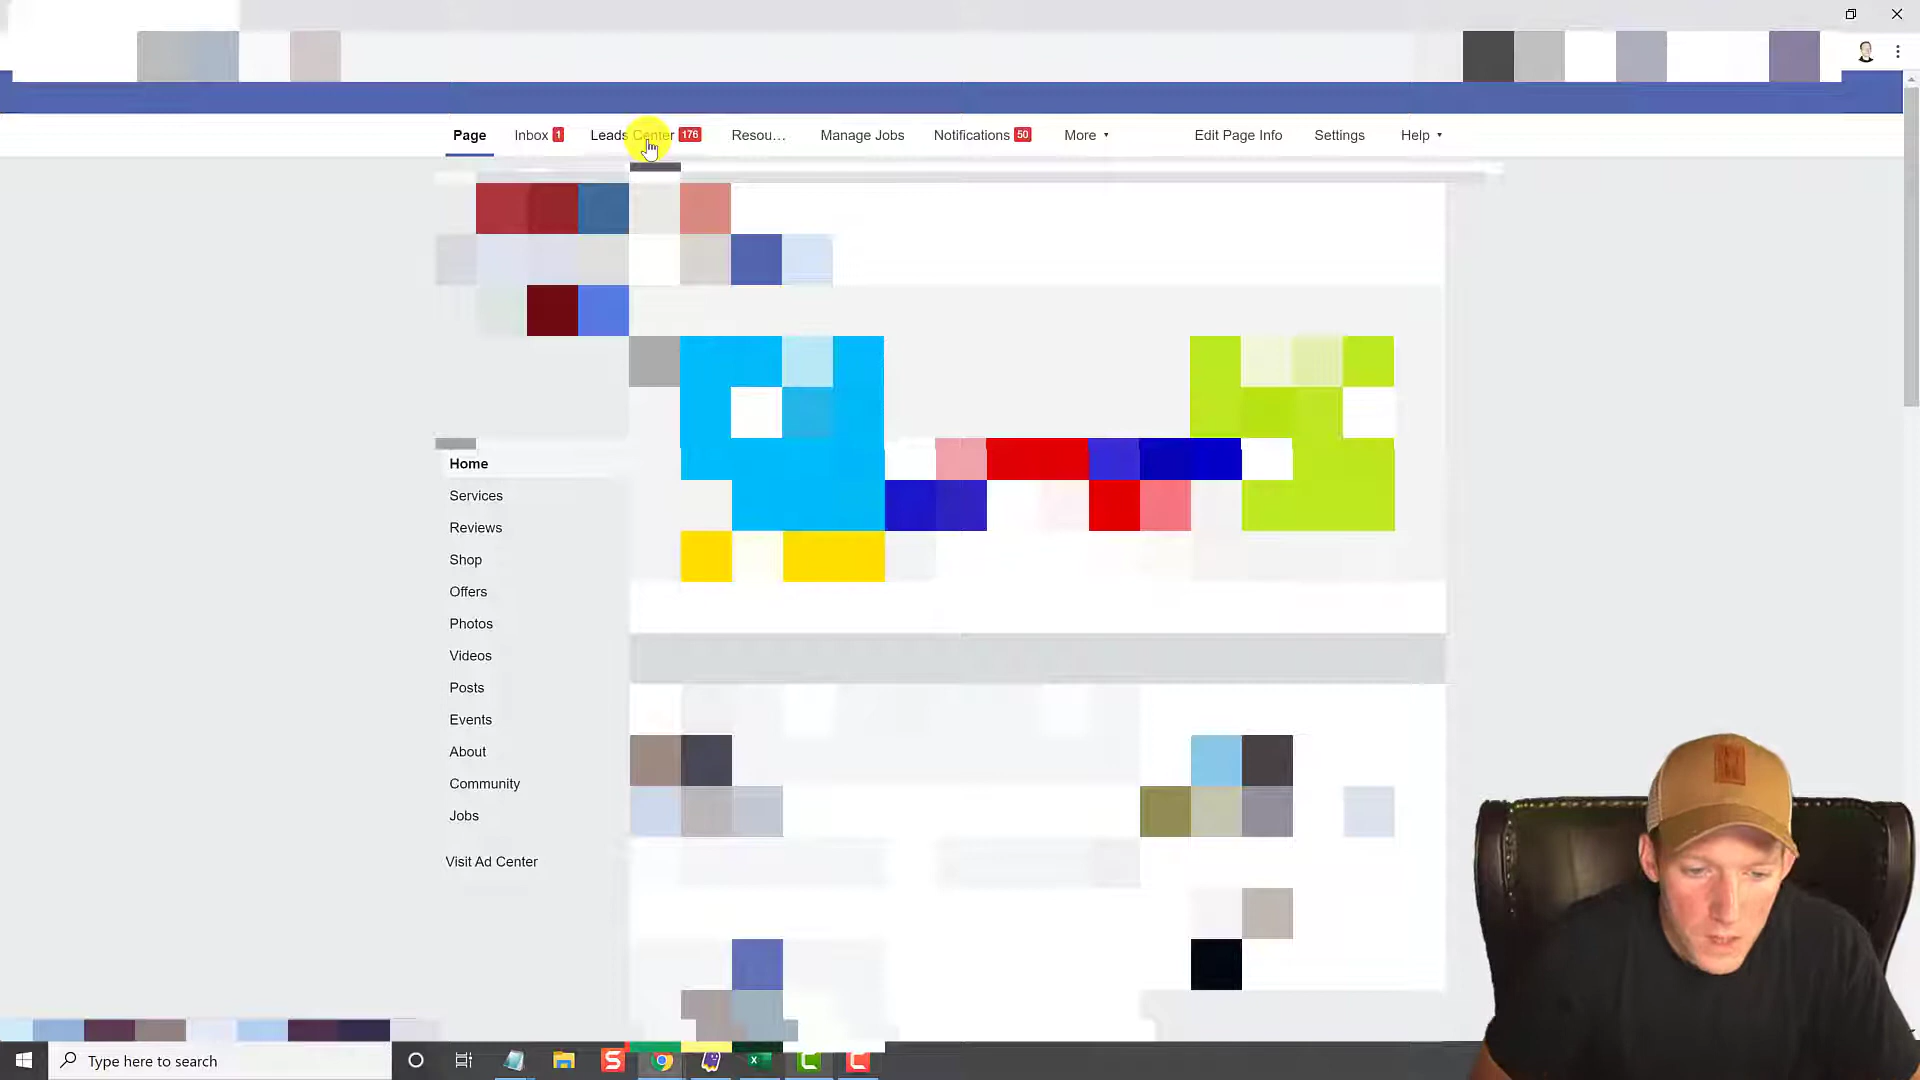 Page Inbox 1 Leads Center 176 Resou... Manage Jobs Notifications 50 More Edit Page Info Settings Help
Home
Services
Reviews
Shop
Offers
Photos
Videos
Posts
Events
About
Community
Jobs
Visit Ad Center
Type here to search